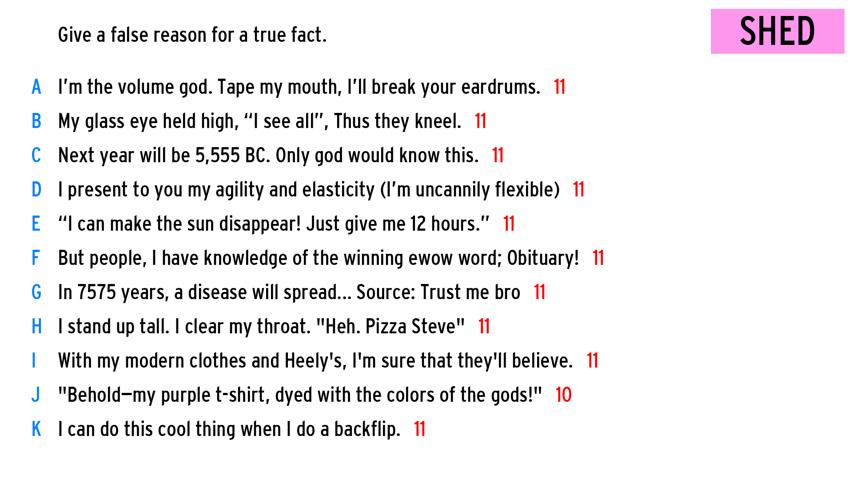 Give a false reason for a true fact.
SHED
A I'm the volume god. Tape my mouth, I'll break your eardrums. 11
B My glass eye held high, “I see all”, Thus they kneel. 11
C Next year will be 5,555 BC. Only god would know this. 11
D I present to you my agility and elasticity (I'm uncannily flexible) 11
E “I can make the sun disappear! Just give me 12 hours.” 11
F But people, I have knowledge of the winning ewow word; Obituary! 11
G In 7575 years, a disease will spread... Source: Trust me bro 11
H I stand up tall. I clear my throat. "Heh. Pizza Steve" 11
I With my modern clothes and Heely's, I'm sure that they'll believe. 11
J "Behold—my purple t-shirt, dyed with the colors of the gods!" 10
K I can do this cool thing when I do a backflip. 11